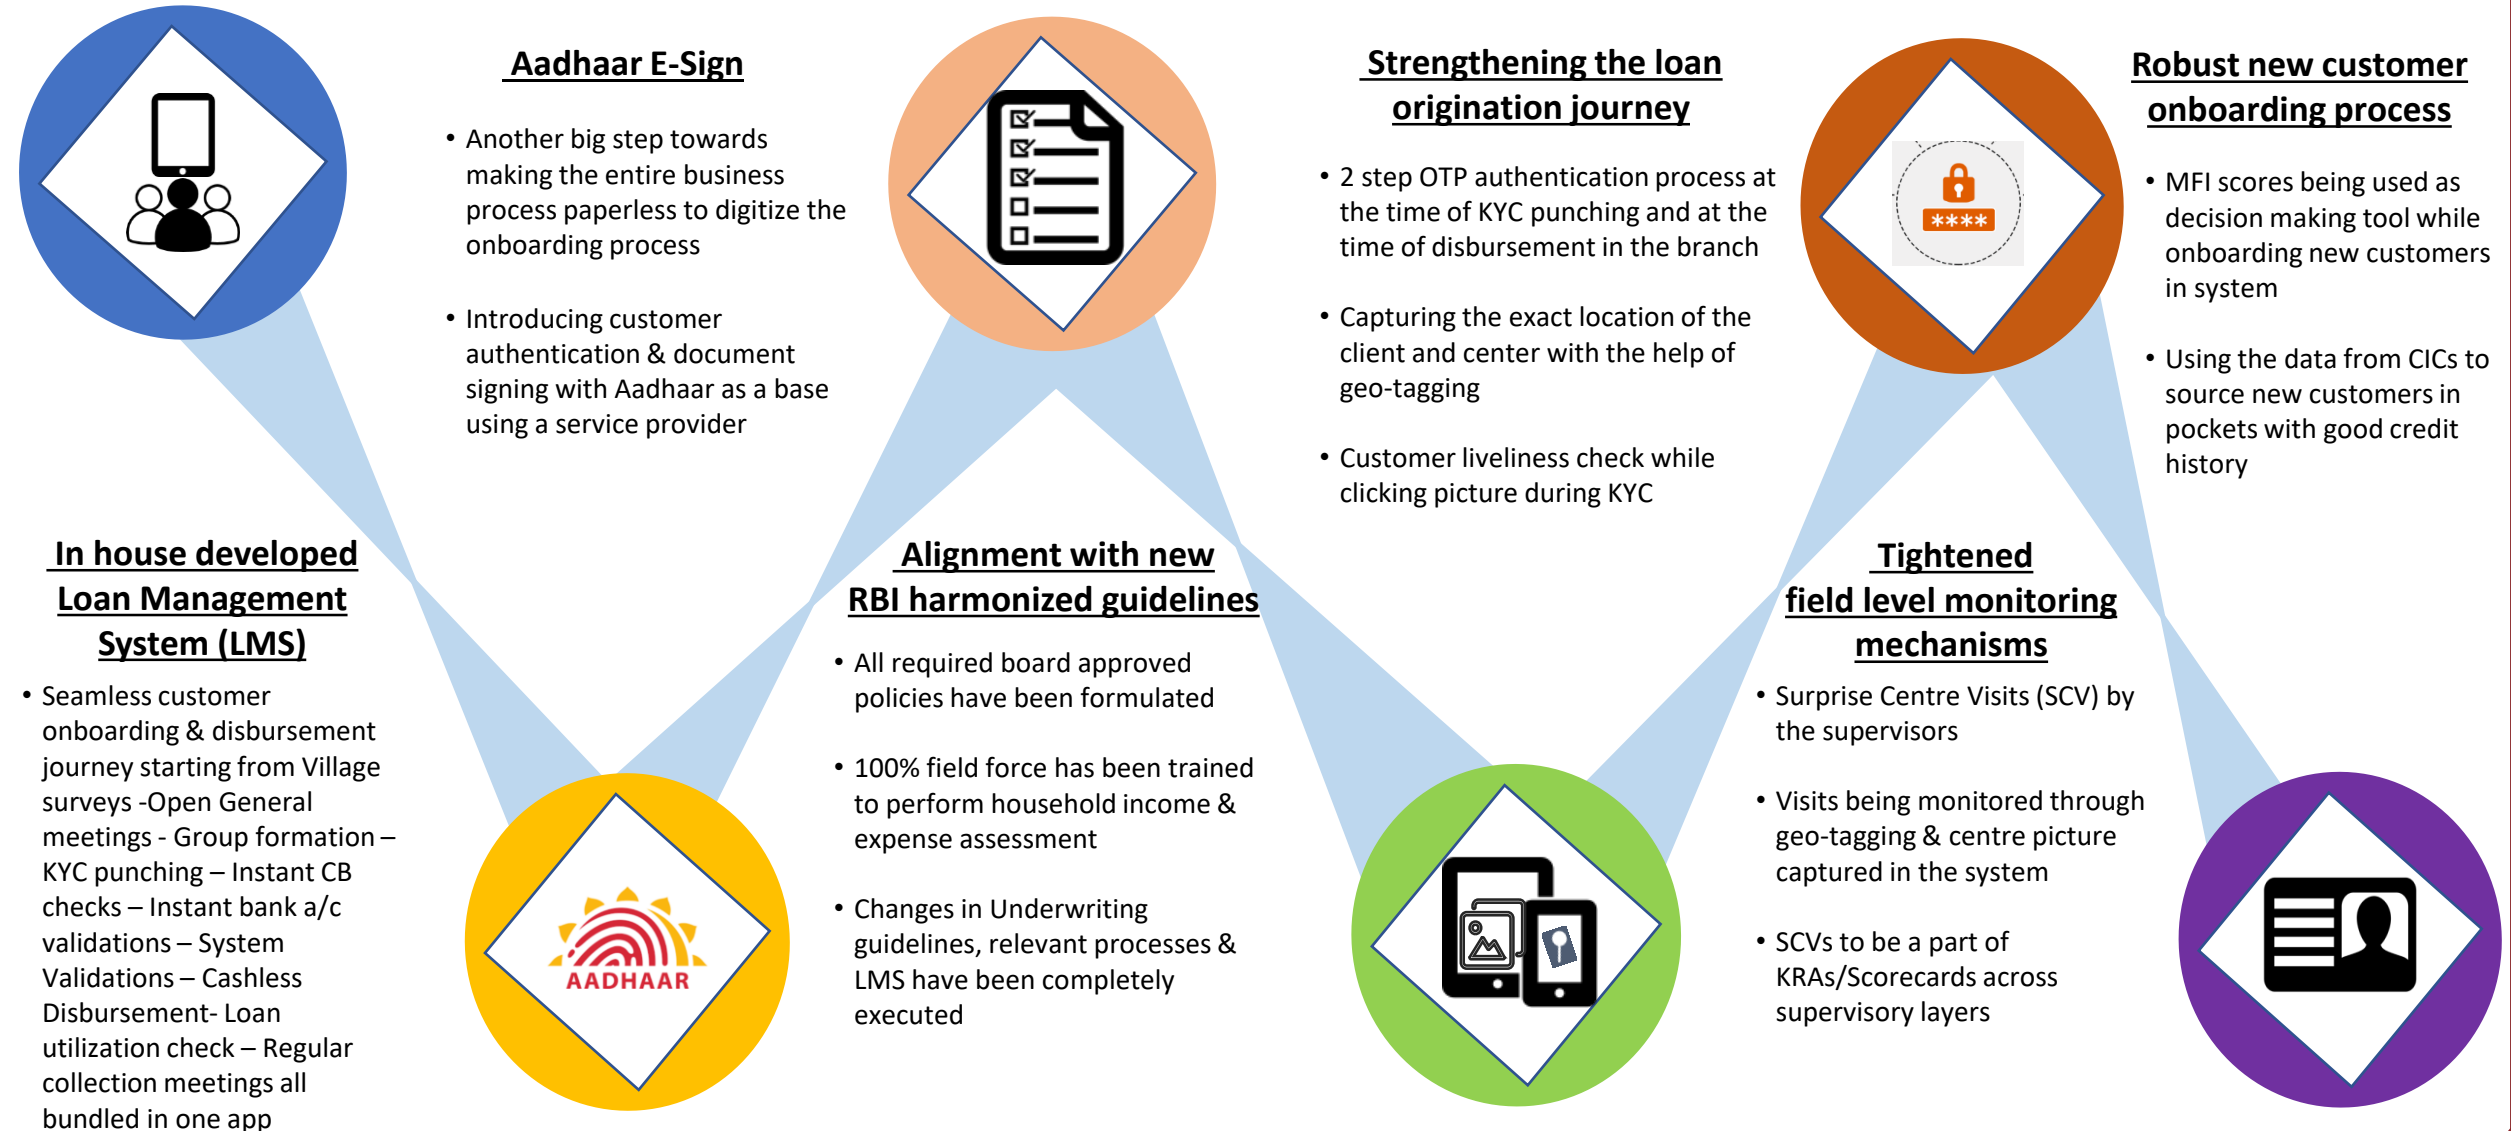 Aadhaar E-Sign
• Another big step towards
making the entire business
process paperless to digitize the
onboarding process
• Introducing customer
authentication & document
signing with Aadhaar as a base
using a service provider
Strengthening the loan
origination journey
• 2 step OTP authentication process at
the time of KYC punching and at the
time of disbursement in the branch
• Capturing the exact location of the
client and center with the help of
geo-tagging
• Customer liveliness check while
clicking picture during KYC
****
Robust new customer
onboarding process
• MFI scores being used as
decision making tool while
onboarding new customers
in system
• Using the data from CICs to
source new customers in
pockets with good credit
history
In house developed
Loan Management
System (LMS)
• Seamless customer
onboarding & disbursement
journey starting from Village
surveys -Open General
meetings - Group formation –
KYC punching – Instant CB
checks – Instant bank a/c
validations – System
Validations – Cashless
Disbursement- Loan
utilization check – Regular
collection meetings all
bundled in one app
AADHAAR
Alignment with new
RBI harmonized guidelines
• All required board approved
policies have been formulated
• 100% field force has been trained
to perform household income &
expense assessment
• Changes in Underwriting
guidelines, relevant processes &
LMS have been completely
executed
Tightened
field level monitoring
mechanisms
• Surprise Centre Visits (SCV) by
the supervisors
• Visits being monitored through
geo-tagging & centre picture
captured in the system
• SCVs to be a part of
KRAs/Scorecards across
supervisory layers